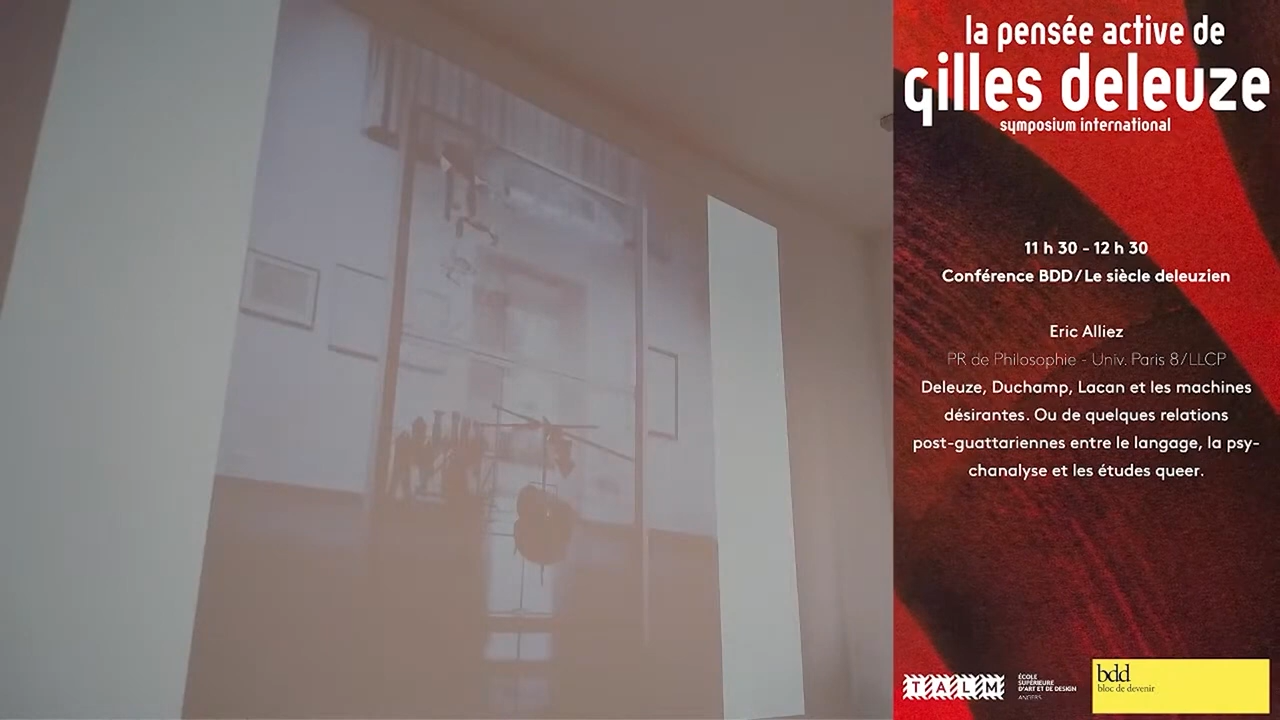 la pensée active de
gilles deleuze
symposium international
11 h 30 - 12 h 30
Conférence BDD / Le siècle deleuzien
Eric Alliez
PR de Philosophie - Univ. Paris 8 / LLCP
Deleuze, Duchamp, Lacan et les machines
désirantes. Ou de quelques relations
post-guattariennes entre le langage, la psy-
chanalyse et les études queer.
TALM
ÉCOLE
SUPÉRIEURE
D'ART ET DE DESIGN
ANGERS
bdd
bloc de devenir